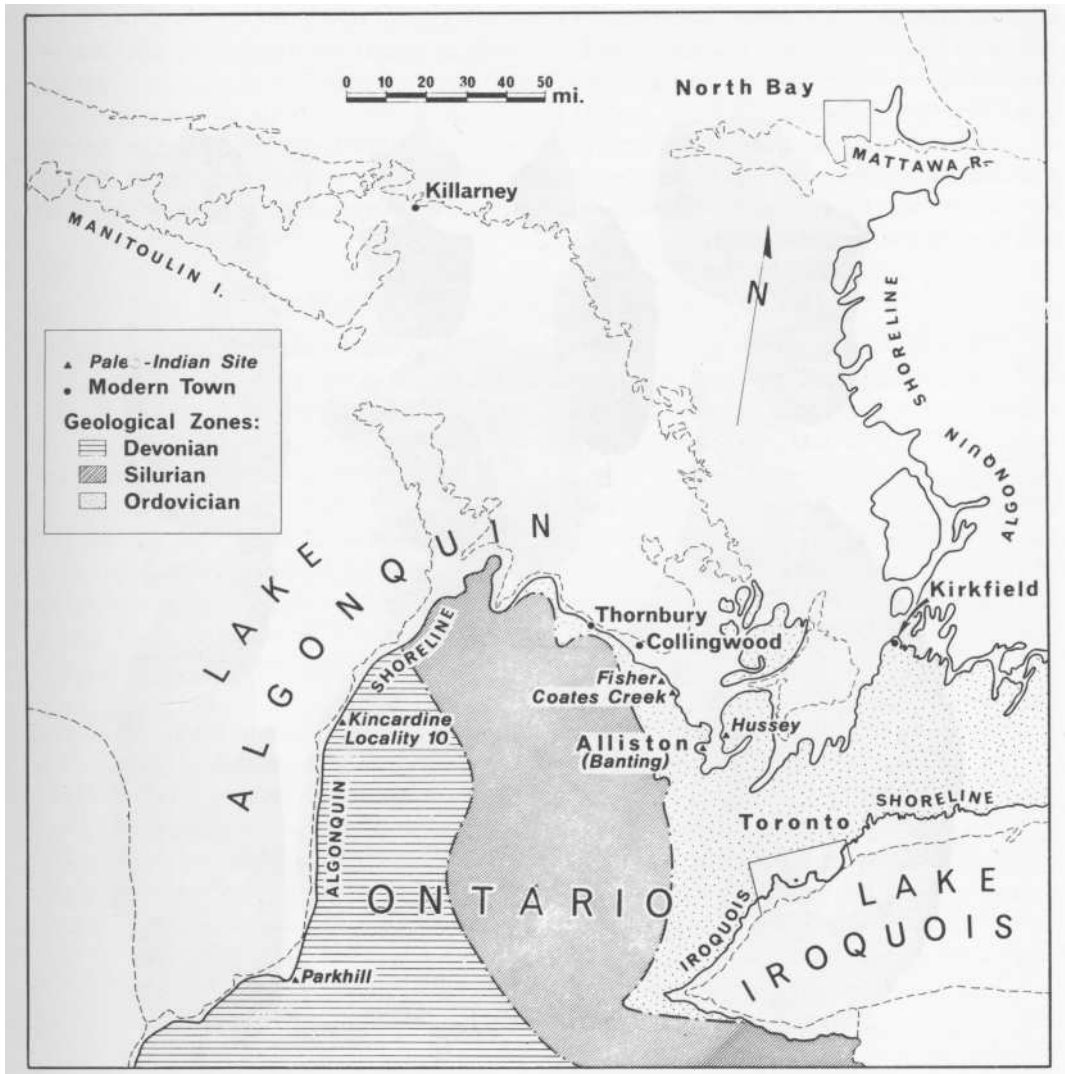 0 10 20 30 40 50 mi.
North Bay
MATTAWA R.
Killarney
MANITOULIN I.
N
SHORELINE
ALGONQUIN
-Indian Site
Modern Town
Geological Zones:
Devonian
Silurian
Ordovician
LAKE
ALGONQUIN
SHORELINE
ALGONQUIN
Kirkfield
Thornbury
Collingwood
Fisher
Coates Creek
Kincardine
Locality 10
Hussey
Alliston
(Banting)
SHORELINE
Toronto
ONTARIO
IROQUOIS
LAKE
IROQUOIS
Parkhill